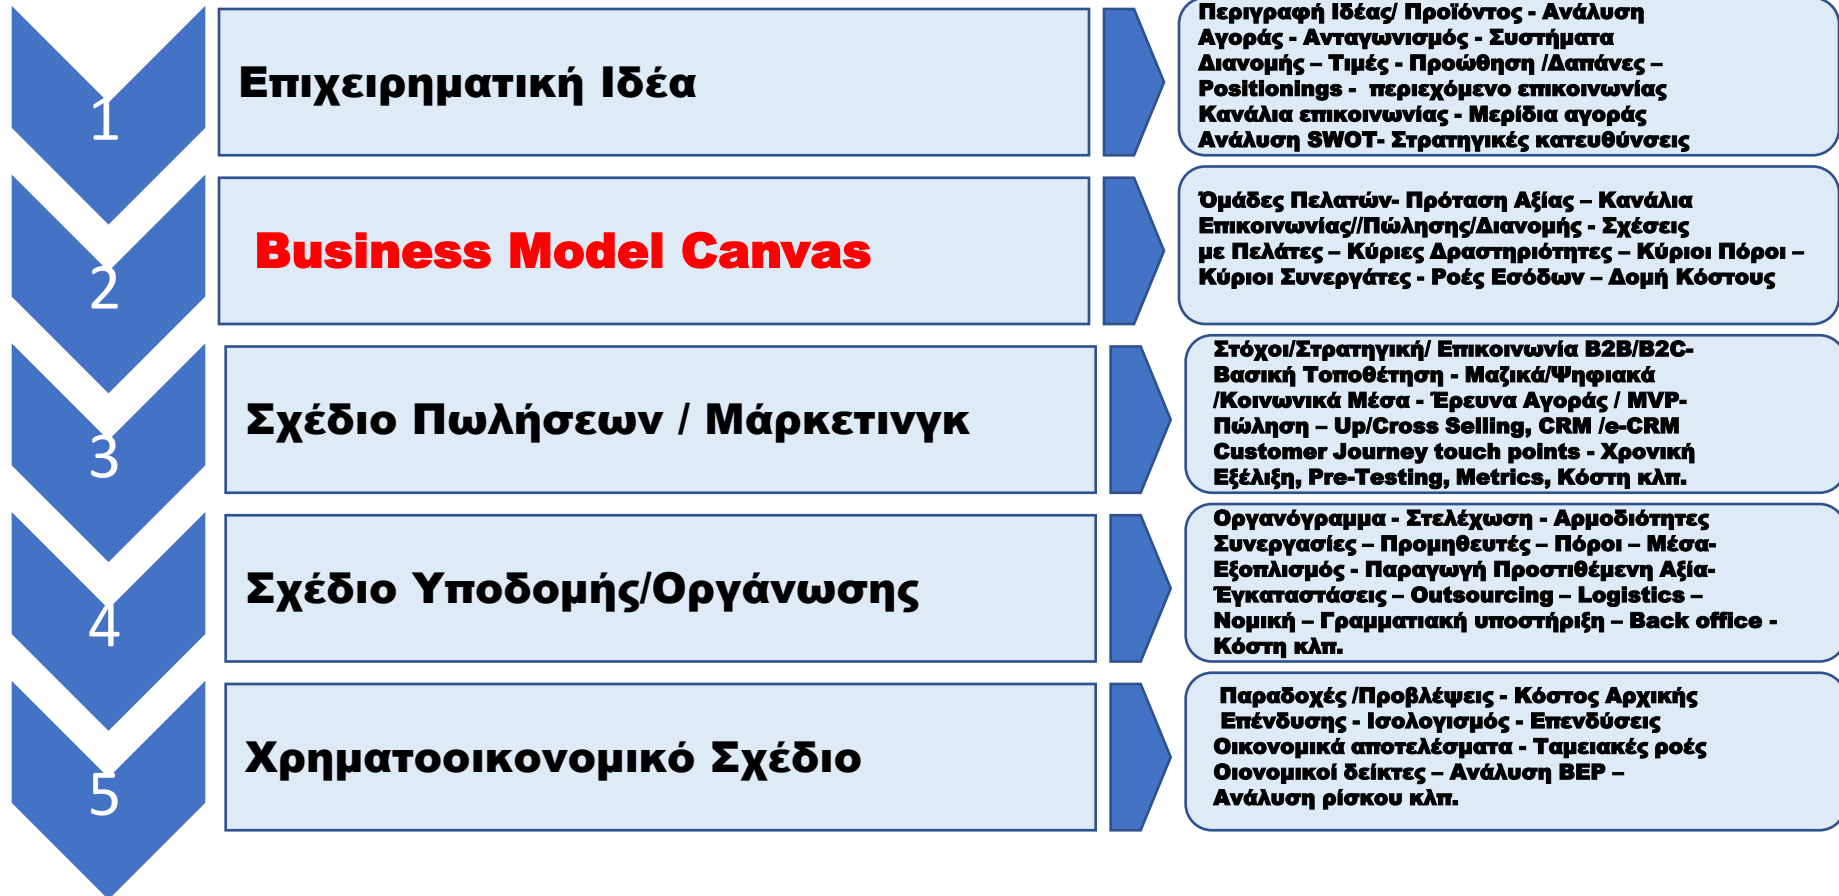 1
Επιχειρηματική Ιδέα
Περιγραφή Ιδέας/ Προϊόντος - Ανάλυση
Αγοράς - Ανταγωνισμός - Συστήματα
Διανομής – Τιμές - Προώθηση /Δαπάνες –
Positionings - περιεχόμενο επικοινωνίας
Κανάλια επικοινωνίας - Μερίδια αγοράς
Ανάλυση SWOT- Στρατηγικές κατευθύνσεις
2
Business Model Canvas
Όμάδες Πελατών- Πρόταση Αξίας – Κανάλια
Επικοινωνίας//Πώλησης/Διανομής - Σχέσεις
με Πελάτες – Κύριες Δραστηριότητες – Κύριοι Πόροι –
Κύριοι Συνεργάτες - Ροές Εσόδων – Δομή Κόστους
3
Σχέδιο Πωλήσεων / Μάρκετινγκ
Στόχοι/Στρατηγική/ Επικοινωνία B2B/B2C-
Βασική Τοποθέτηση - Μαζικά/Ψηφιακά
/Κοινωνικά Μέσα - Έρευνα Αγοράς / MVP-
Πώληση – Up/Cross Selling, CRM /e-CRM
Customer Journey touch points - Χρονική
Εξέλιξη, Pre-Testing, Metrics, Κόστη κλπ.
4
Σχέδιο Υποδομής/Οργάνωσης
Οργανόγραμμα - Στελέχωση - Αρμοδιότητες
Συνεργασίες – Προμηθευτές – Πόροι – Μέσα-
Εξοπλισμός - Παραγωγή Προστιθέμενη Αξία-
Έγκαταστάσεις – Outsourcing – Logistics –
Νομική – Γραμματιακή υποστήριξη – Back office -
Κόστη κλπ.
5
Χρηματοοικονομικό Σχέδιο
Παραδοχές /Προβλέψεις - Κόστος Αρχικής
Επένδυσης - Ισολογισμός - Επενδύσεις
Οικονομικά αποτελέσματα - Ταμειακές ροές
Οιονομικοί δείκτες – Ανάλυση BEP –
Ανάλυση ρίσκου κλπ.